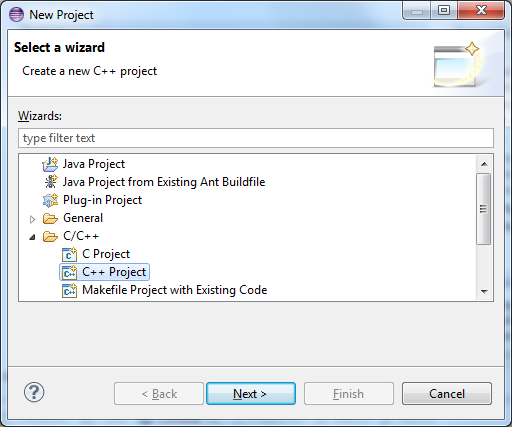 New Project
Select a wizard
Create a new C++ project
Wizards:
type filter text
Java Project
Java Project from Existing Ant Buildfile
Plug-in Project
General
C/C++
C Project
C++ Project
Makefile Project with Existing Code
? < Back Next > Finish Cancel